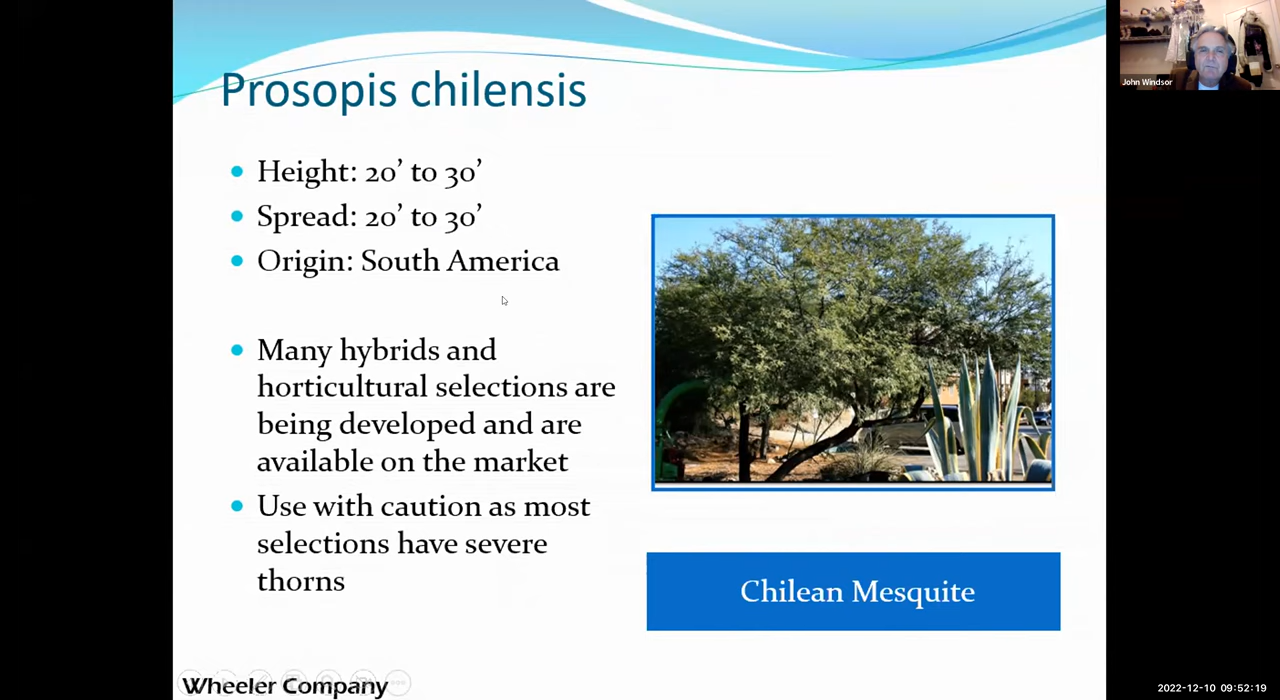 Prosopis chilensis
Height: 20’ to 30’
Spread: 20’ to 30’
Origin: South America
Many hybrids and
horticultural selections are
being developed and are
available on the market
Use with caution as most
selections have severe
thorns
Chilean Mesquite
Wheeler Company
John Windsor
2022-12-10 09:52:19